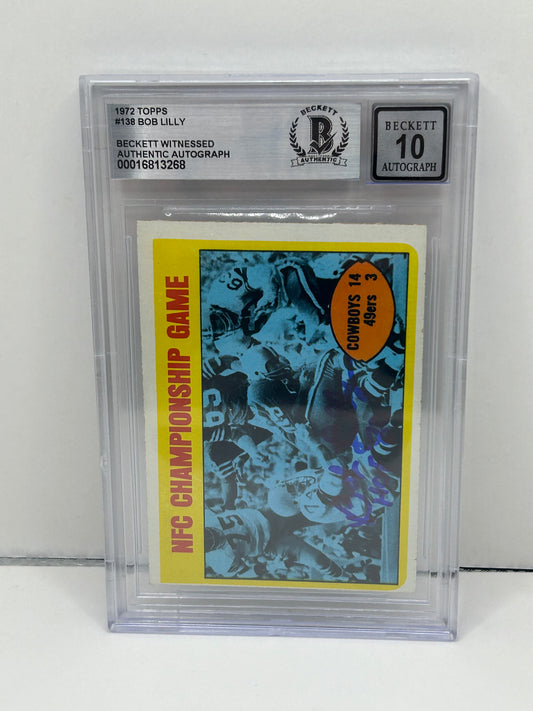 1972 TOPPS
#138 BOB LILLY
BECKETT WITNESSED
AUTHENTIC AUTOGRAPH
00016813268
BECKETT
B
AUTHENTIC
BECKETT
10
AUTOGRAPH
NFC CHAMPIONSHIP GAME
COWBOYS 14
49ers 3
63